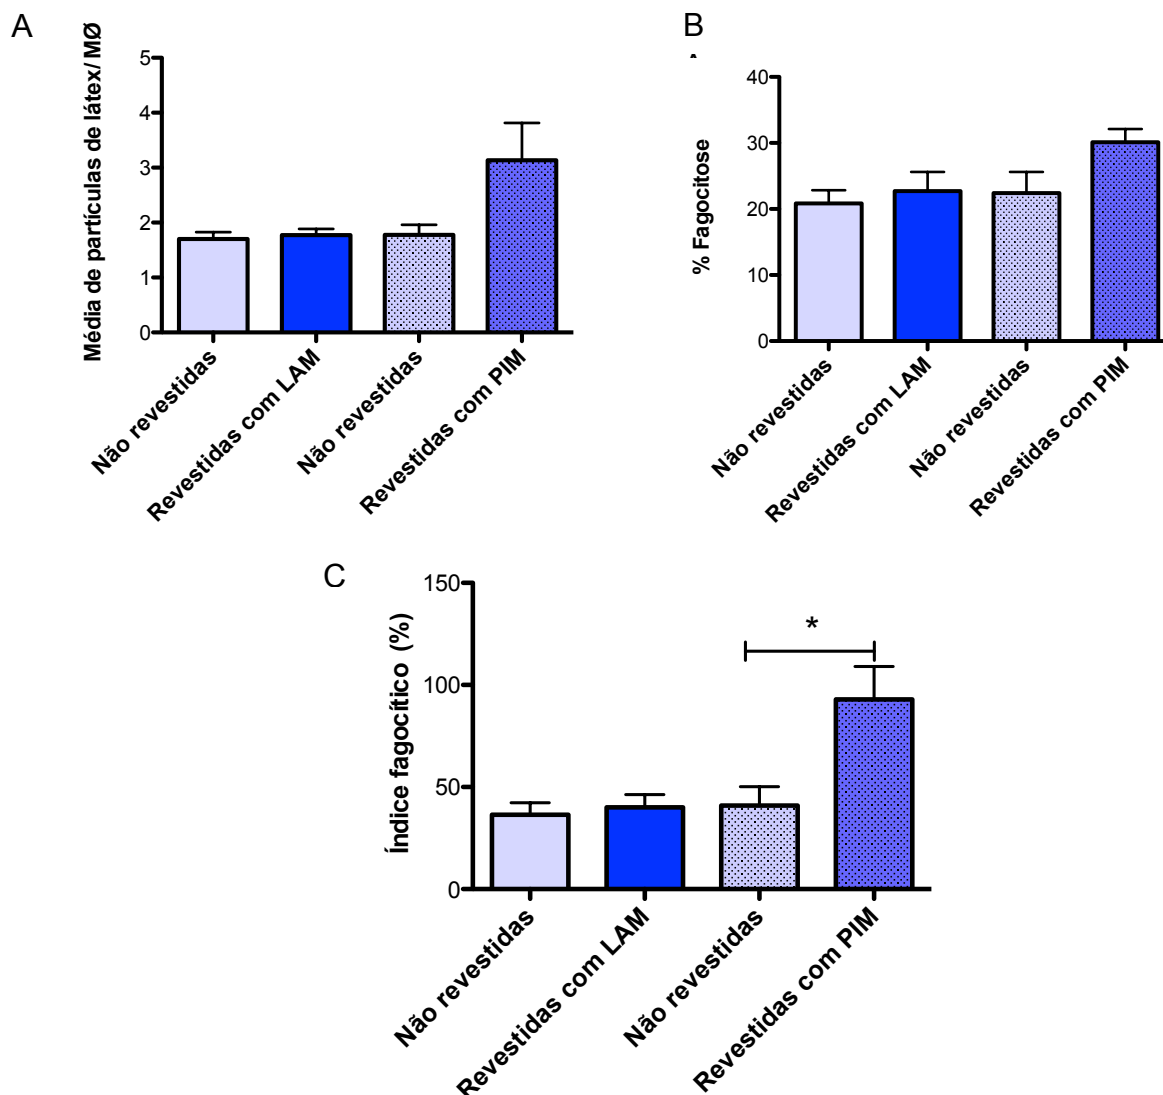 A
Média de partículas de látex/ MØ
5
4
3
2
1
0
Não revestidas
Revestidas com LAM
Não revestidas
Revestidas com PIM
B
% Fagocitose
40
30
20
10
0
Não revestidas
Revestidas com LAM
Não revestidas
Revestidas com PIM
C
Índice fagocítico (%)
150
100
50
0
*
Não revestidas
Revestidas com LAM
Não revestidas
Revestidas com PIM